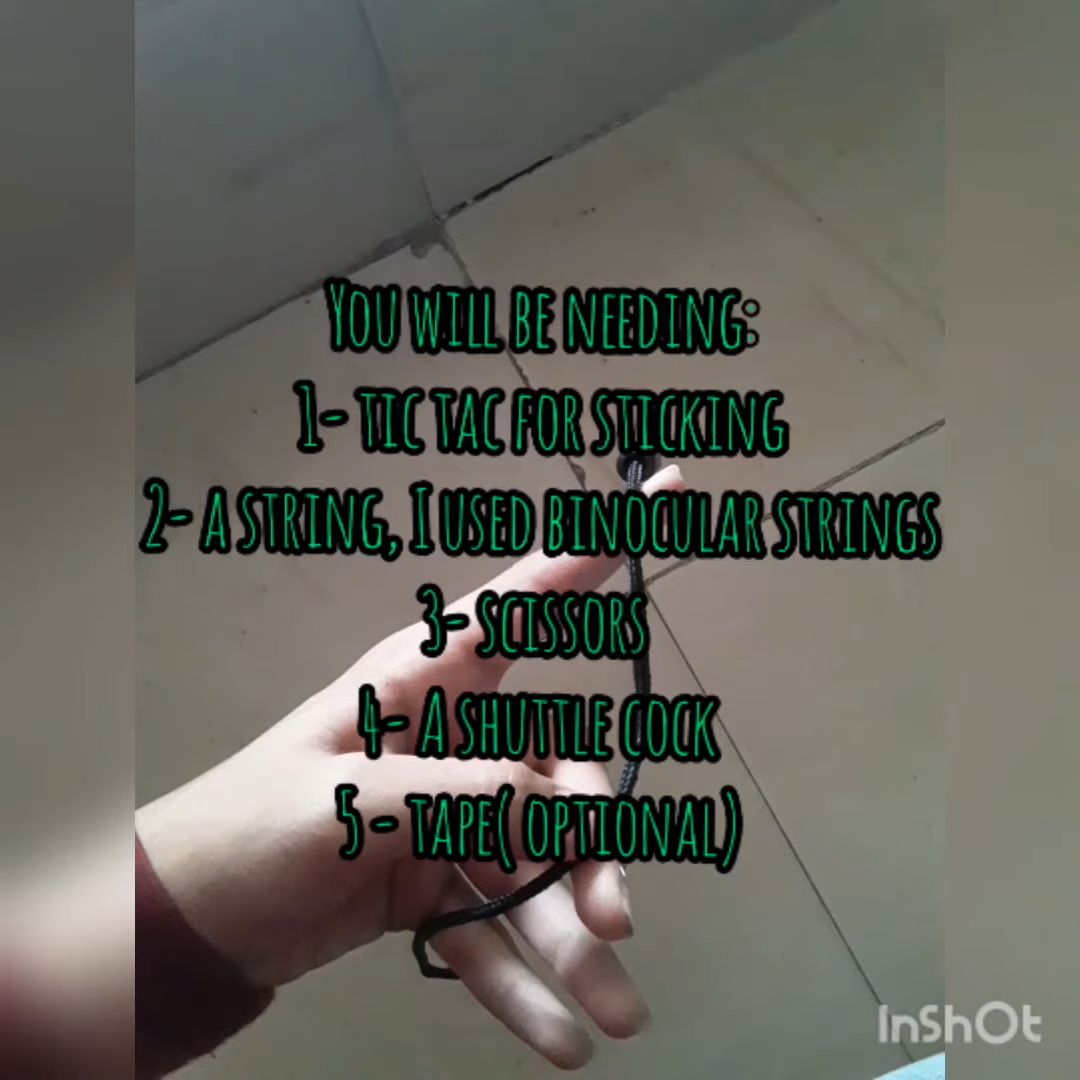 You will be needing:
1- tic tac for sticking
2- a string, I used binocular strings
3- scissors
4- A shuttle cock
5 - tape( optional)
InShOt